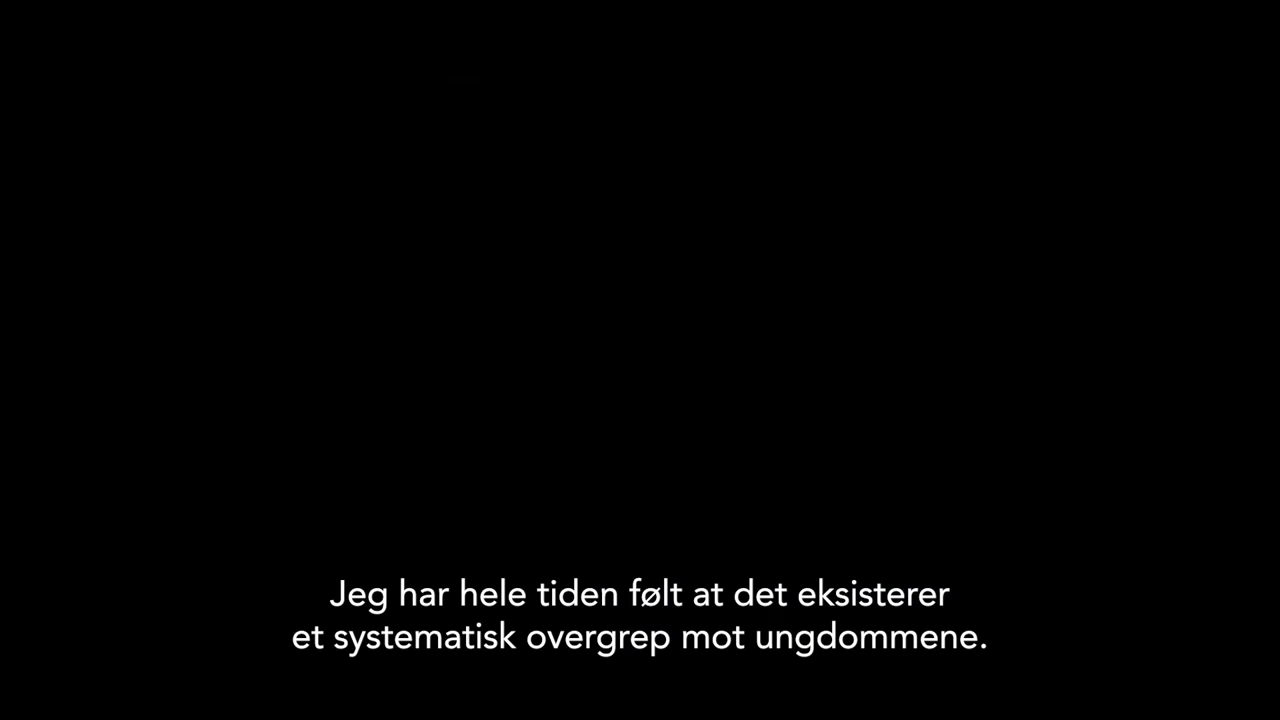 Jeg har hele tiden følt at det eksisterer
et systematisk overgrep mot ungdommene.